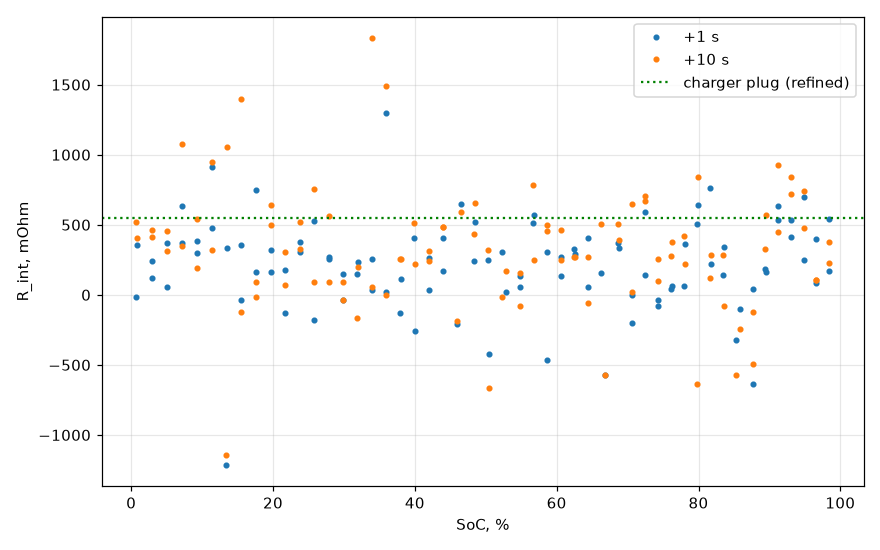 +1 s
+10 s
charger plug (refined)
1500
1000
500
0
−500
−1000
R_int, mOhm
0 20 40 60 80 100
SoC, %